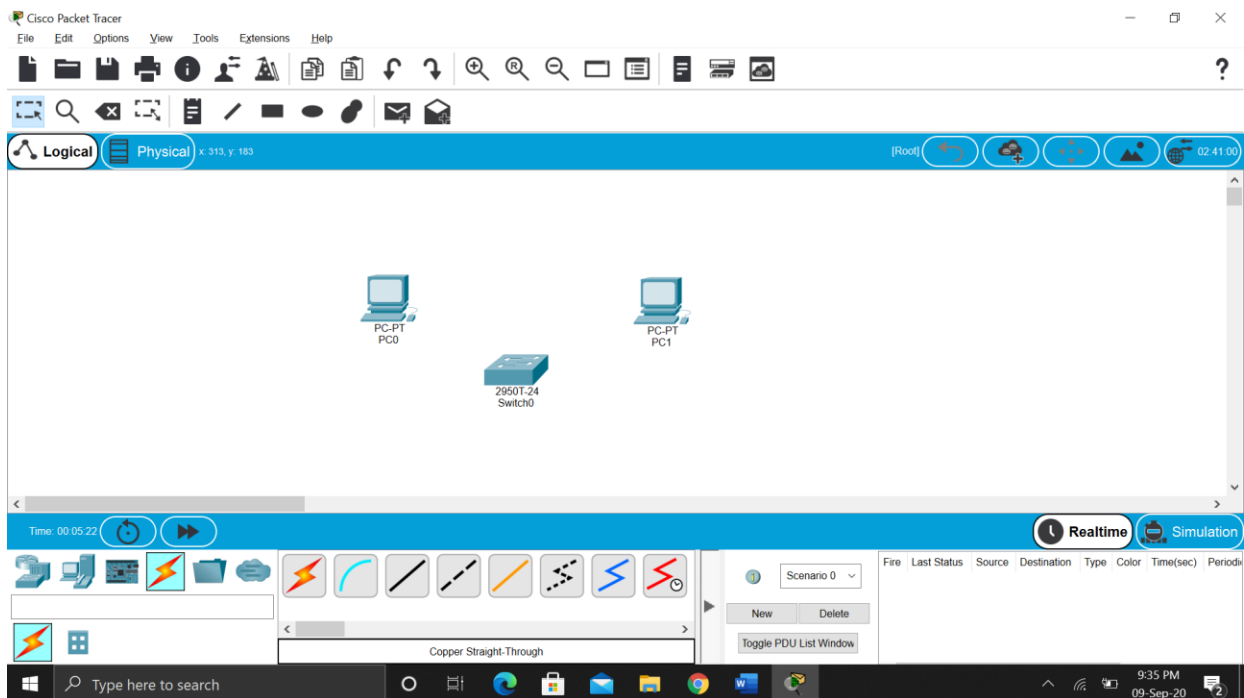 Cisco Packet Tracer
File Edit Options View Tools Extensions Help
Logical Physical x: 313, y: 183 [Root] 02:41:00
PC-PT
PC0
PC-PT
PC1
2950T-24
Switch0
Time: 00:05:22 Realtime Simulation
Fire Last Status Source Destination Type Color Time(sec) Periodi
Scenario 0
New Delete
Toggle PDU List Window
Copper Straight-Through
Type here to search
9:35 PM
09-Sep-20
2